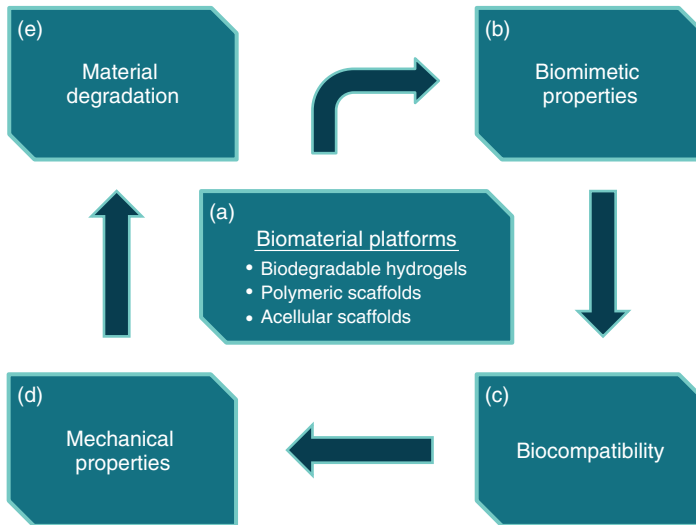 (e)
Material
degradation
(b)
Biomimetic
properties
(a)
Biomaterial platforms
• Biodegradable hydrogels
• Polymeric scaffolds
• Acellular scaffolds
(d)
Mechanical
properties
(c)
Biocompatibility